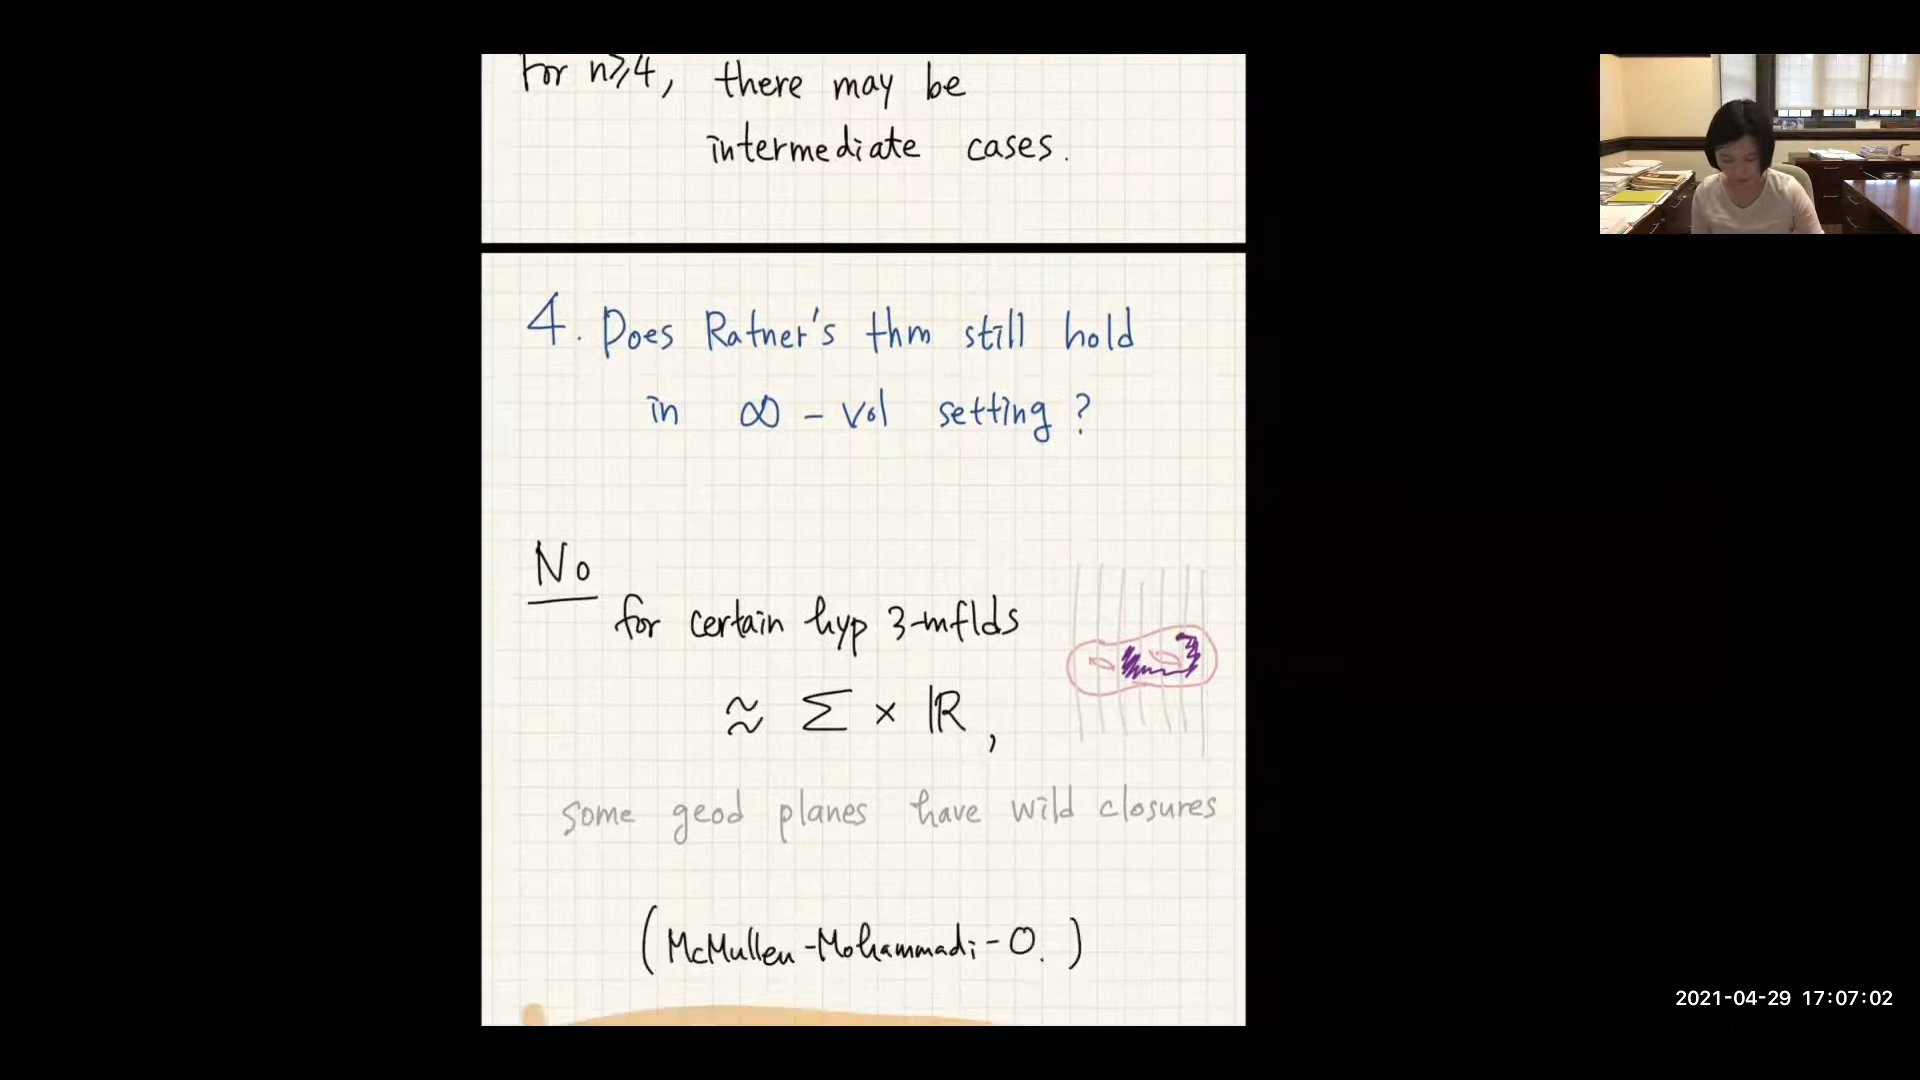 For n⩾4, there may be
intermediate cases.
4. Does Ratner's thm still hold
in ∞-vol setting?
No
for certain hyp 3-mflds
≈ Σ × ℝ,
some geod planes have wild closures
(McMullen-Mohammadi-O.)
2021-04-29 17:07:02